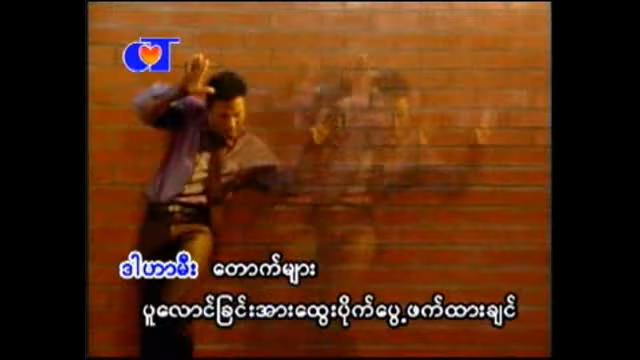 CT
ဒါဟာမီး တောက်များ
ပူလောင်ခြင်းအားထွေးပိုက်ပွေ့ဖက်ထားချင်